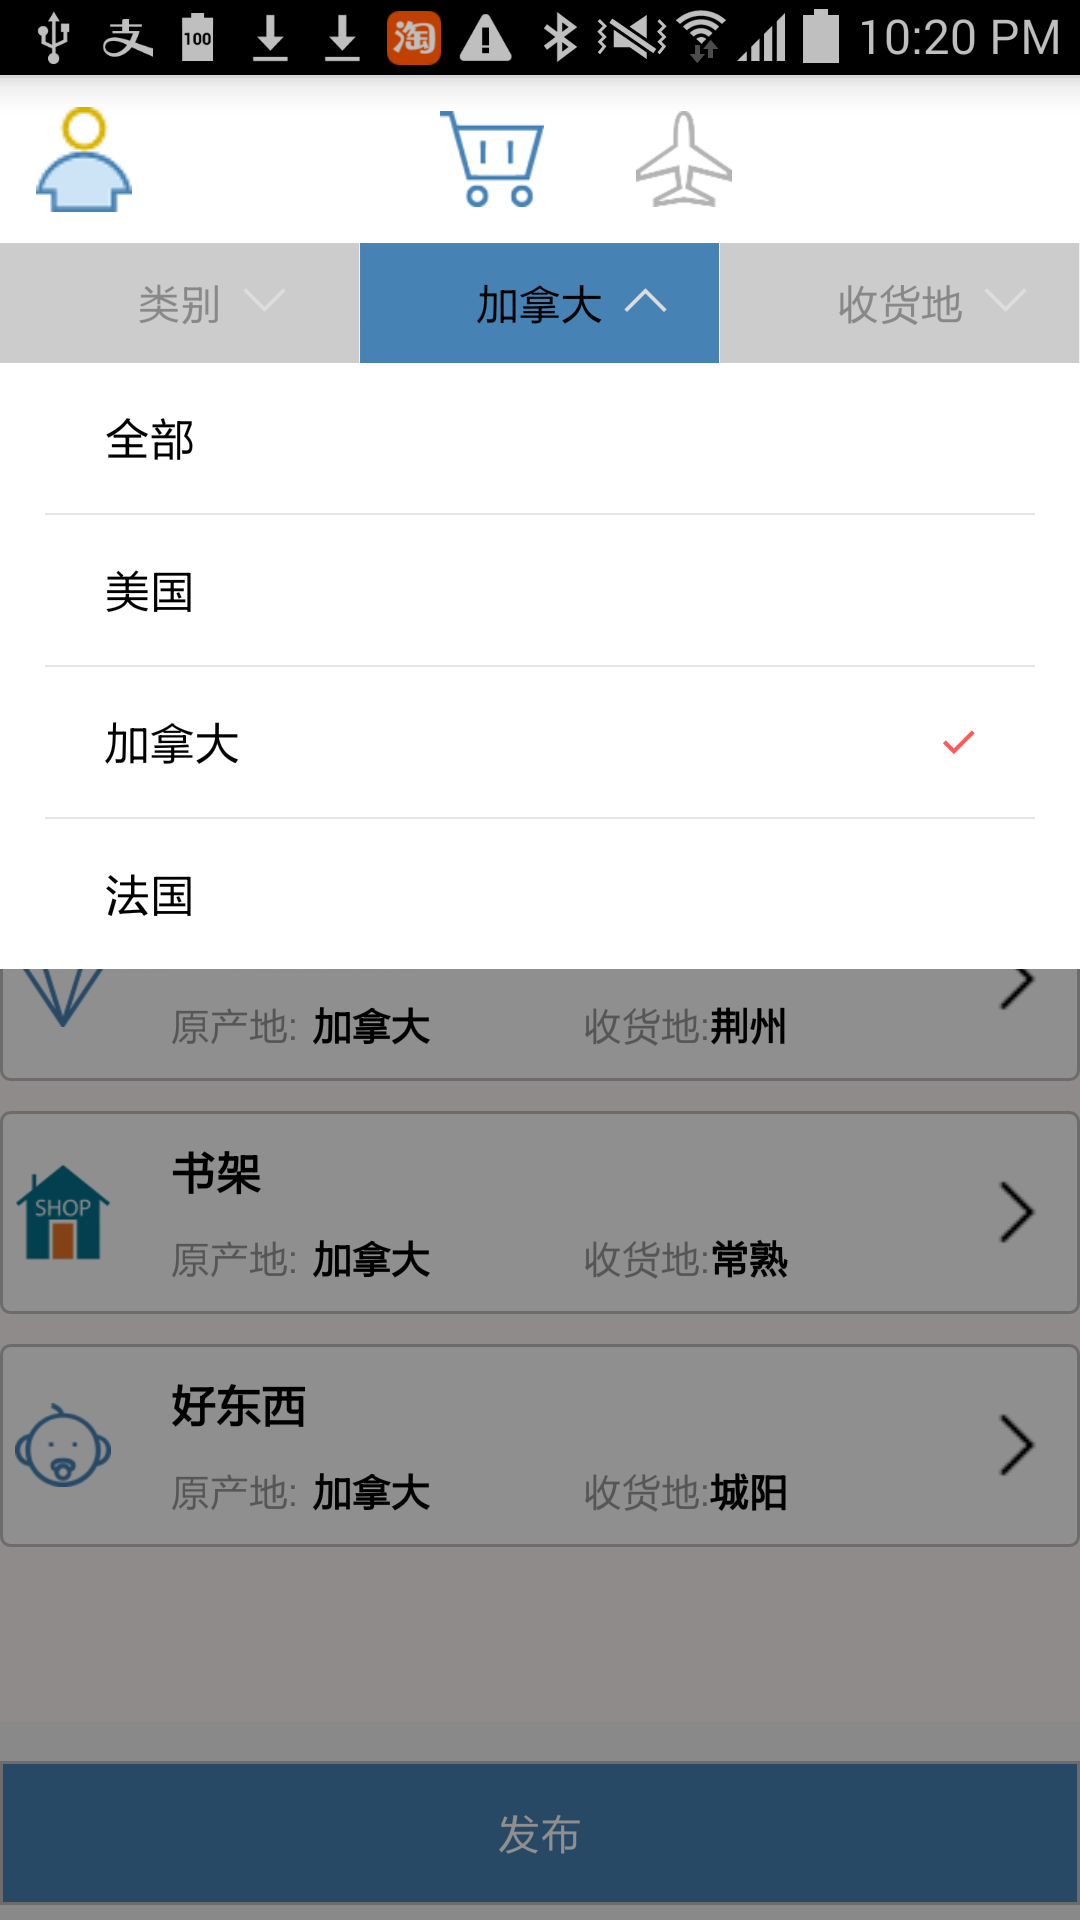 支 100 淘 10:20 PM
类别 加拿大 收货地
全部
美国
加拿大
法国
原产地: 加拿大 收货地:荆州
书架
SHOP
原产地: 加拿大 收货地:常熟
好东西
原产地: 加拿大 收货地:城阳
发布